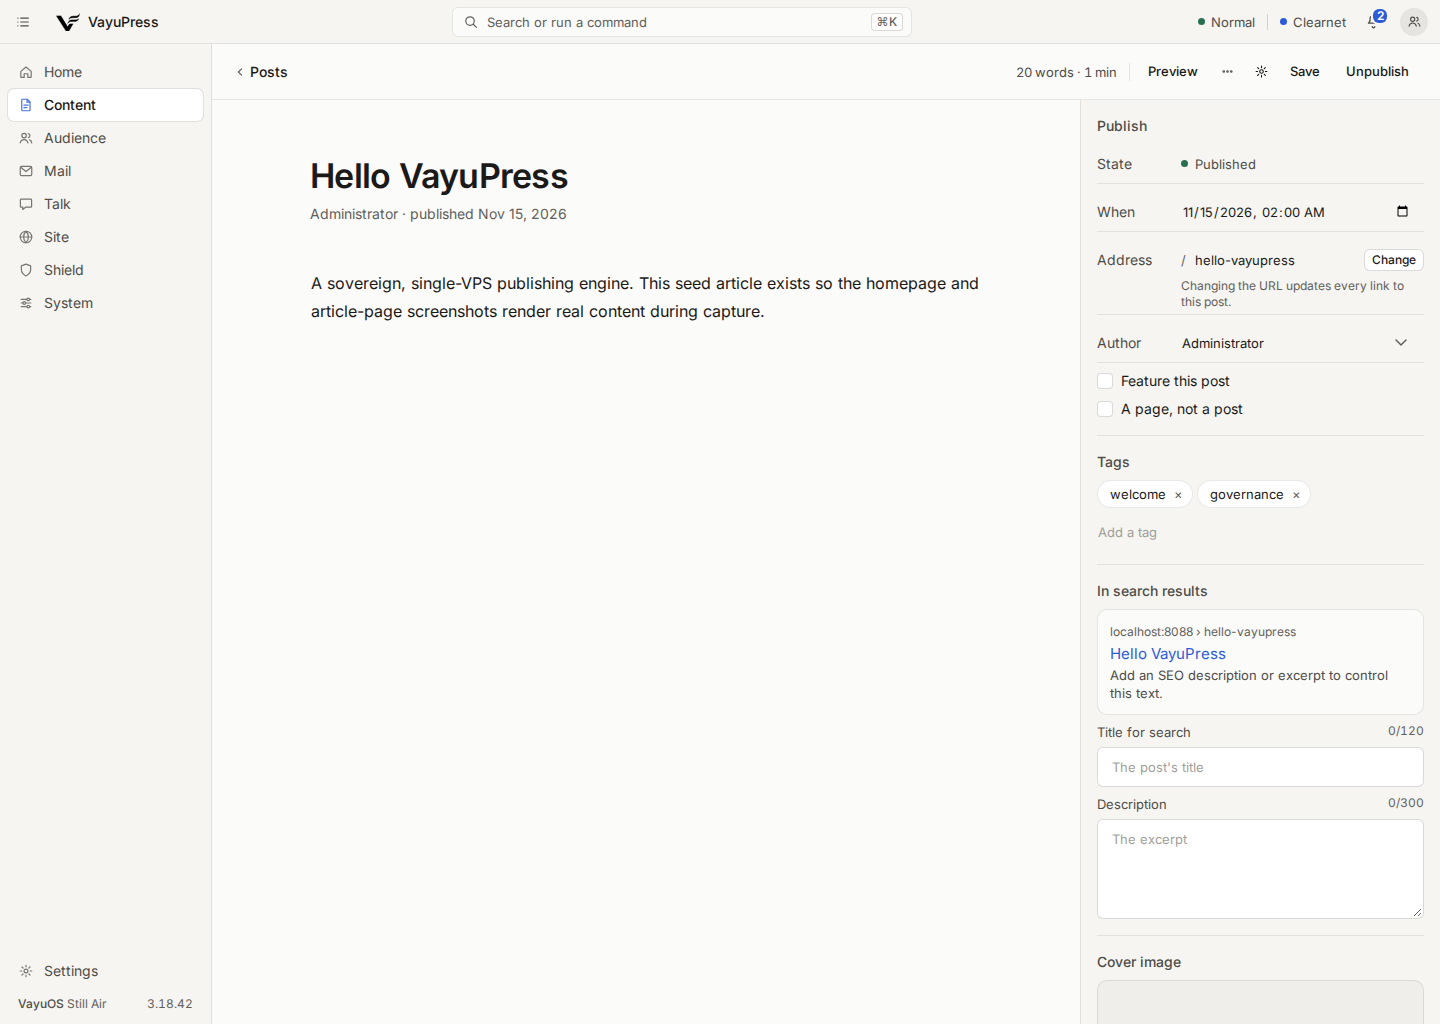 VayuPress
Search or run a command
⌘K
Normal
Clearnet
2
Home
Content
Audience
Mail
Talk
Site
Shield
System
Settings
VayuOS Still Air
3.18.42
Posts
20 words · 1 min
Preview
Save
Unpublish
Hello VayuPress
Administrator · published Nov 15, 2026
A sovereign, single-VPS publishing engine. This seed article exists so the homepage and
article-page screenshots render real content during capture.
Publish
State
Published
When
11/15/2026, 02:00 AM
Address
/ hello-vayupress
Change
Changing the URL updates every link to
this post.
Author
Administrator
Feature this post
A page, not a post
Tags
welcome ×
governance ×
Add a tag
In search results
localhost:8088 › hello-vayupress
Hello VayuPress
Add an SEO description or excerpt to control
this text.
Title for search
0/120
The post's title
Description
0/300
The excerpt
Cover image